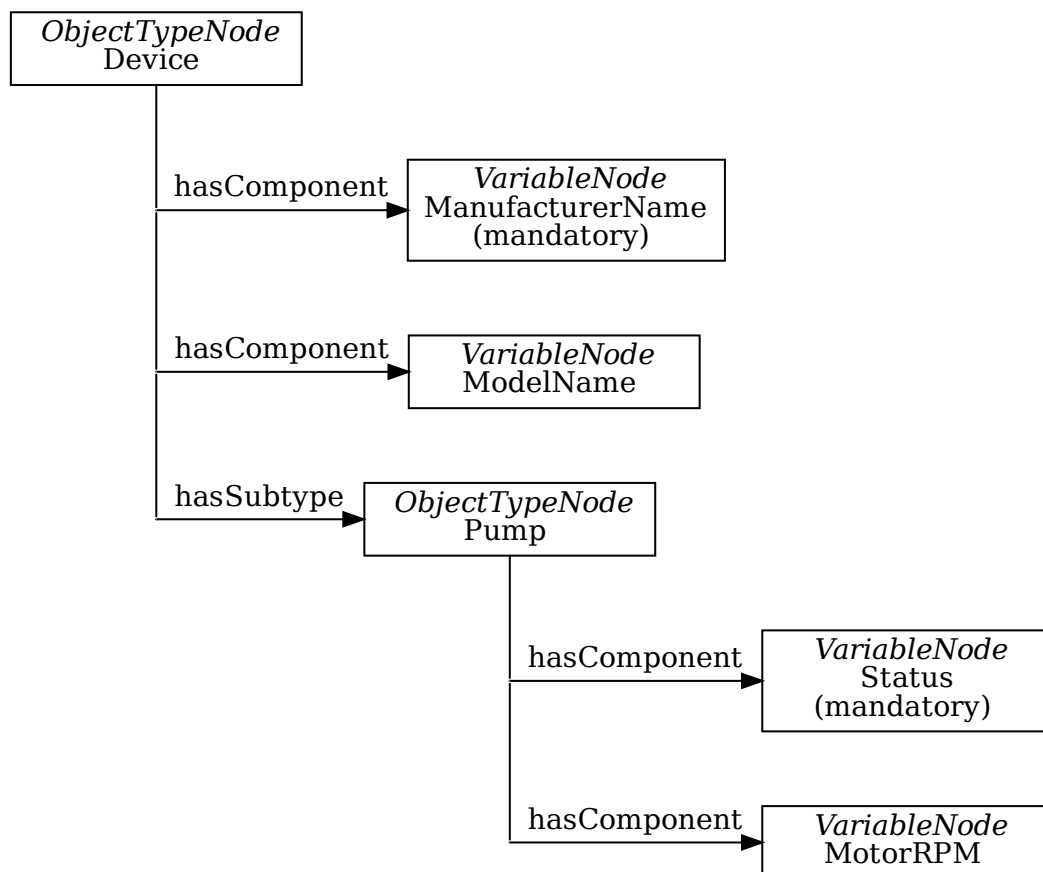 ObjectTypeNode
Device
hasComponent
VariableNode
ManufacturerName
(mandatory)
hasComponent
VariableNode
ModelName
hasSubtype
ObjectTypeNode
Pump
hasComponent
VariableNode
Status
(mandatory)
hasComponent
VariableNode
MotorRPM